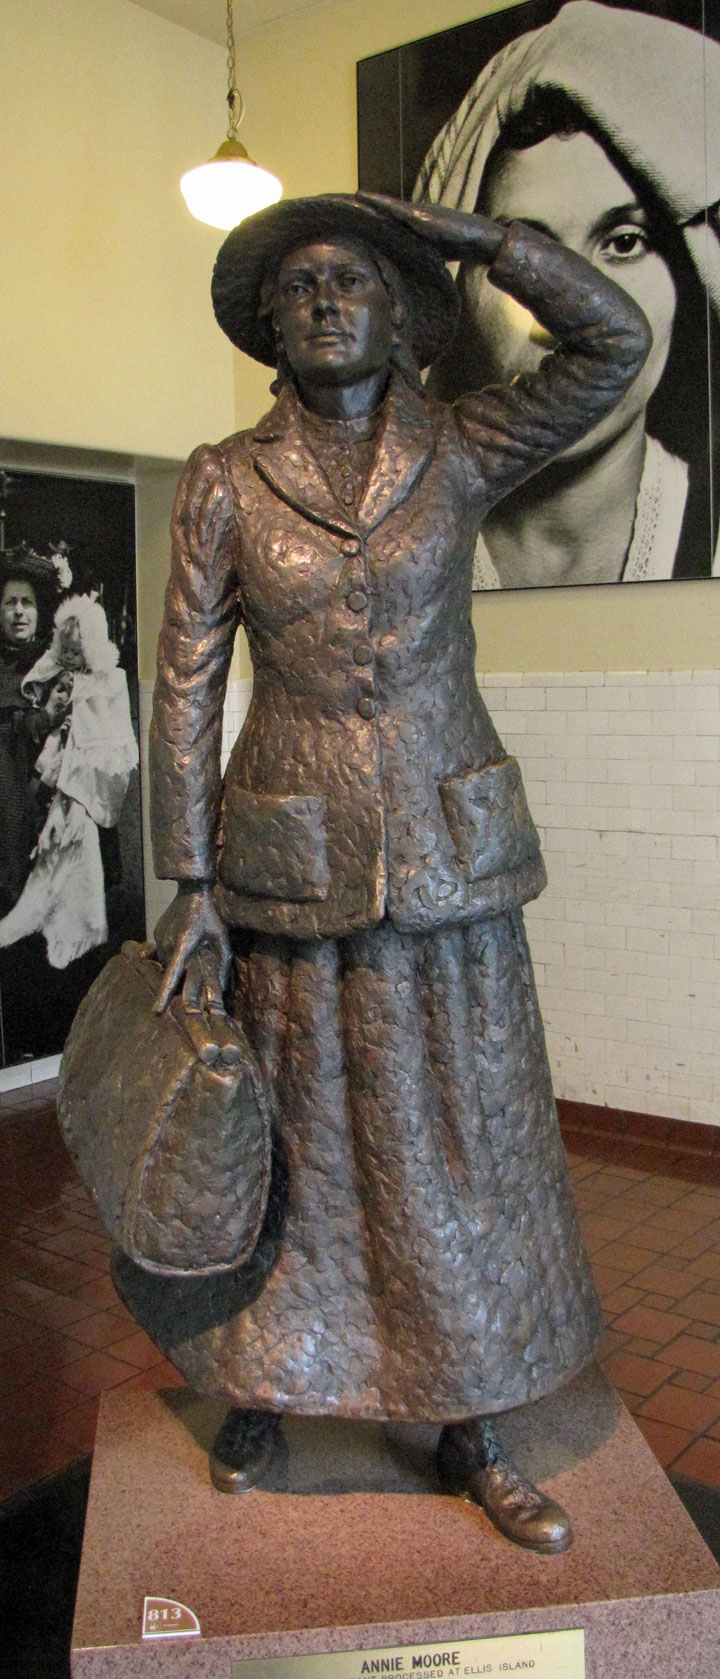 813
ANNIE MOORE
PROCESSED AT ELLIS ISLAND